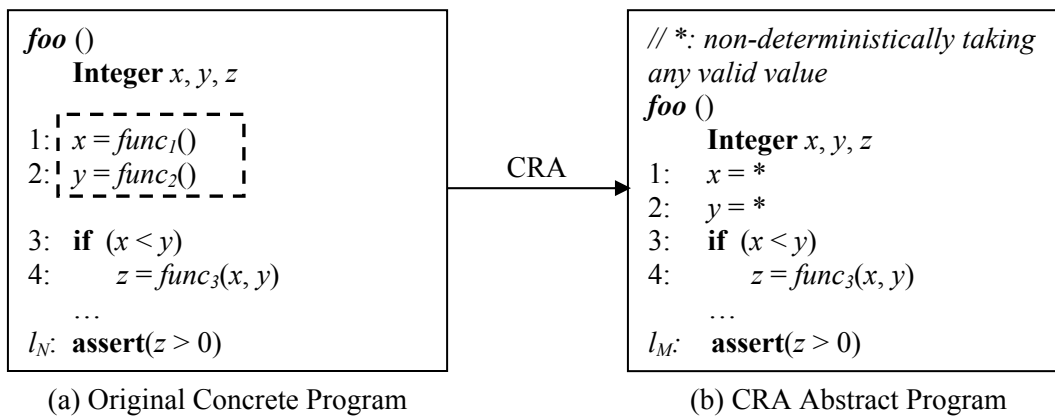 foo ()
Integer x, y, z
1: x = func1()
2: y = func2()
3: if (x < y)
4: z = func3(x, y)
…
lN: assert(z > 0)
(a) Original Concrete Program
CRA
// *: non-deterministically taking
any valid value
foo ()
Integer x, y, z
1: x = *
2: y = *
3: if (x < y)
4: z = func3(x, y)
…
lM: assert(z > 0)
(b) CRA Abstract Program